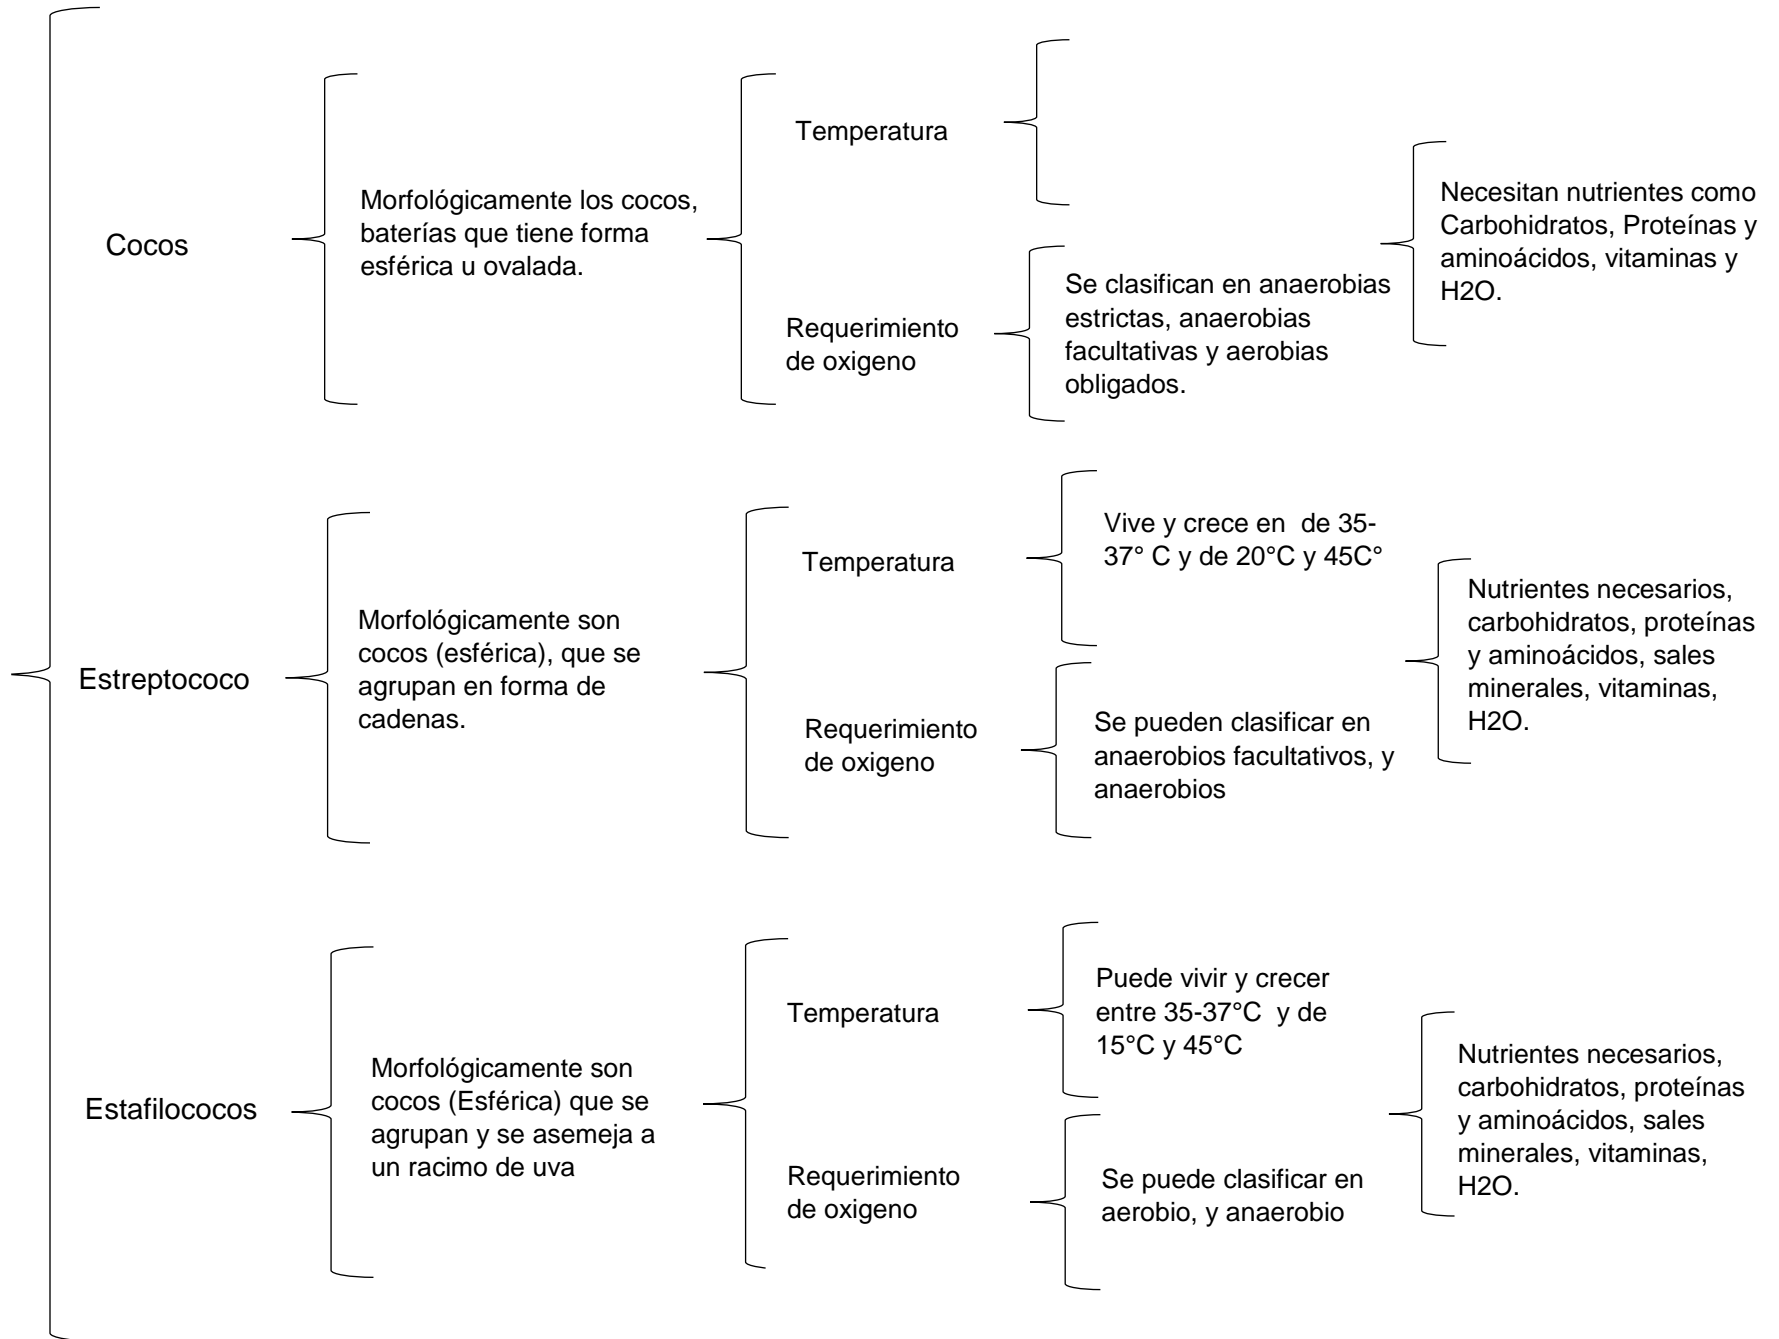 Cocos
Morfológicamente los cocos,
baterías que tiene forma
esférica u ovalada.
Temperatura
Requerimiento
de oxigeno
Se clasifican en anaerobias
estrictas, anaerobias
facultativas y aerobias
obligados.
Necesitan nutrientes como
Carbohidratos, Proteínas y
aminoácidos, vitaminas y
H2O.
Estreptococo
Morfológicamente son
cocos (esférica), que se
agrupan en forma de
cadenas.
Temperatura
Vive y crece en  de 35-
37° C y de 20°C y 45C°
Requerimiento
de oxigeno
Se pueden clasificar en
anaerobios facultativos, y
anaerobios
Nutrientes necesarios,
carbohidratos, proteínas
y aminoácidos, sales
minerales, vitaminas,
H2O.
Estafilococos
Morfológicamente son
cocos (Esférica) que se
agrupan y se asemeja a
un racimo de uva
Temperatura
Puede vivir y crecer
entre 35-37°C  y de
15°C y 45°C
Requerimiento
de oxigeno
Se puede clasificar en
aerobio, y anaerobio
Nutrientes necesarios,
carbohidratos, proteínas
y aminoácidos, sales
minerales, vitaminas,
H2O.